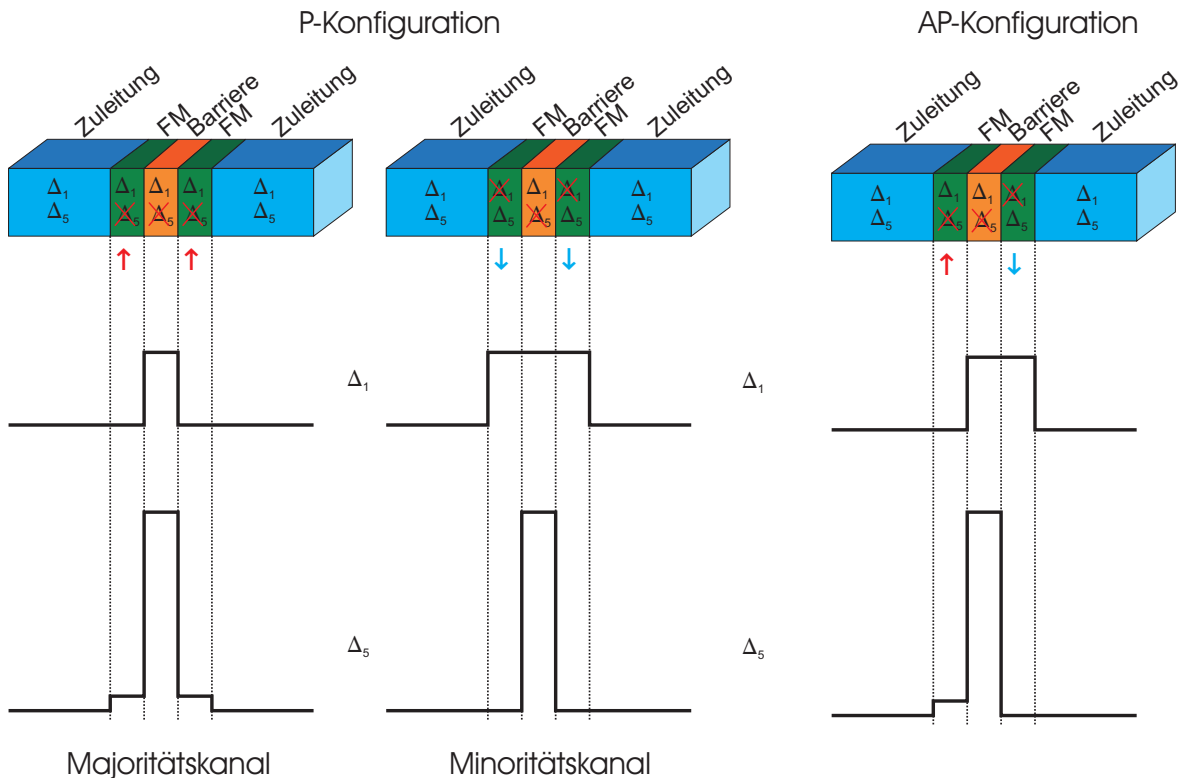 P-Konfiguration
AP-Konfiguration
Zuleitung FM Barriere FM Zuleitung
Zuleitung FM Barriere FM Zuleitung
Zuleitung FM Barriere FM Zuleitung
Δ₁ Δ₁ Δ₁ Δ₁ Δ₁
Δ₅ Δ₅ Δ₅ Δ₅ Δ₅
↑ ↑
Δ₁ Δ₁ Δ₁ Δ₁ Δ₁
Δ₅ Δ₅ Δ₅ Δ₅ Δ₅
↓ ↓
Δ₁ Δ₁ Δ₁ Δ₁ Δ₁
Δ₅ Δ₅ Δ₅ Δ₅ Δ₅
↑ ↓
Δ₁
Δ₁
Δ₅
Δ₅
Majoritätskanal
Minoritätskanal